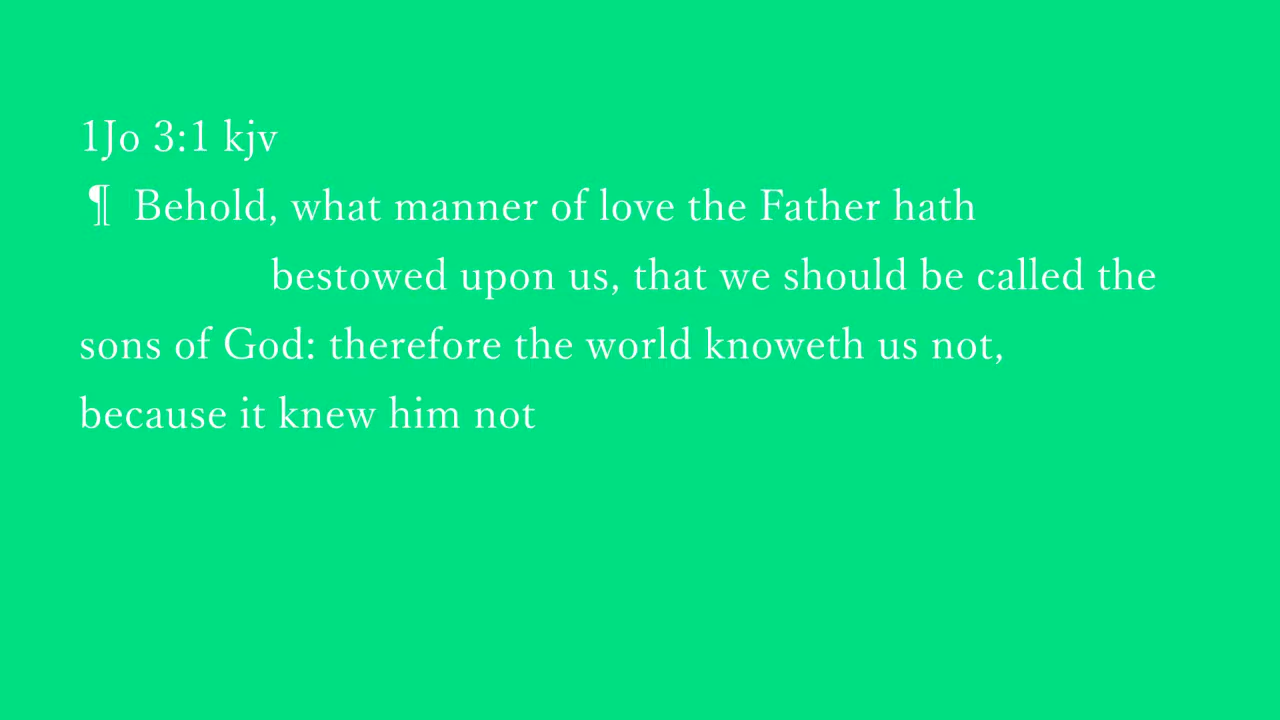 1Jo 3:1 kjv
¶ Behold, what manner of love the Father hath
bestowed upon us, that we should be called the
sons of God: therefore the world knoweth us not,
because it knew him not